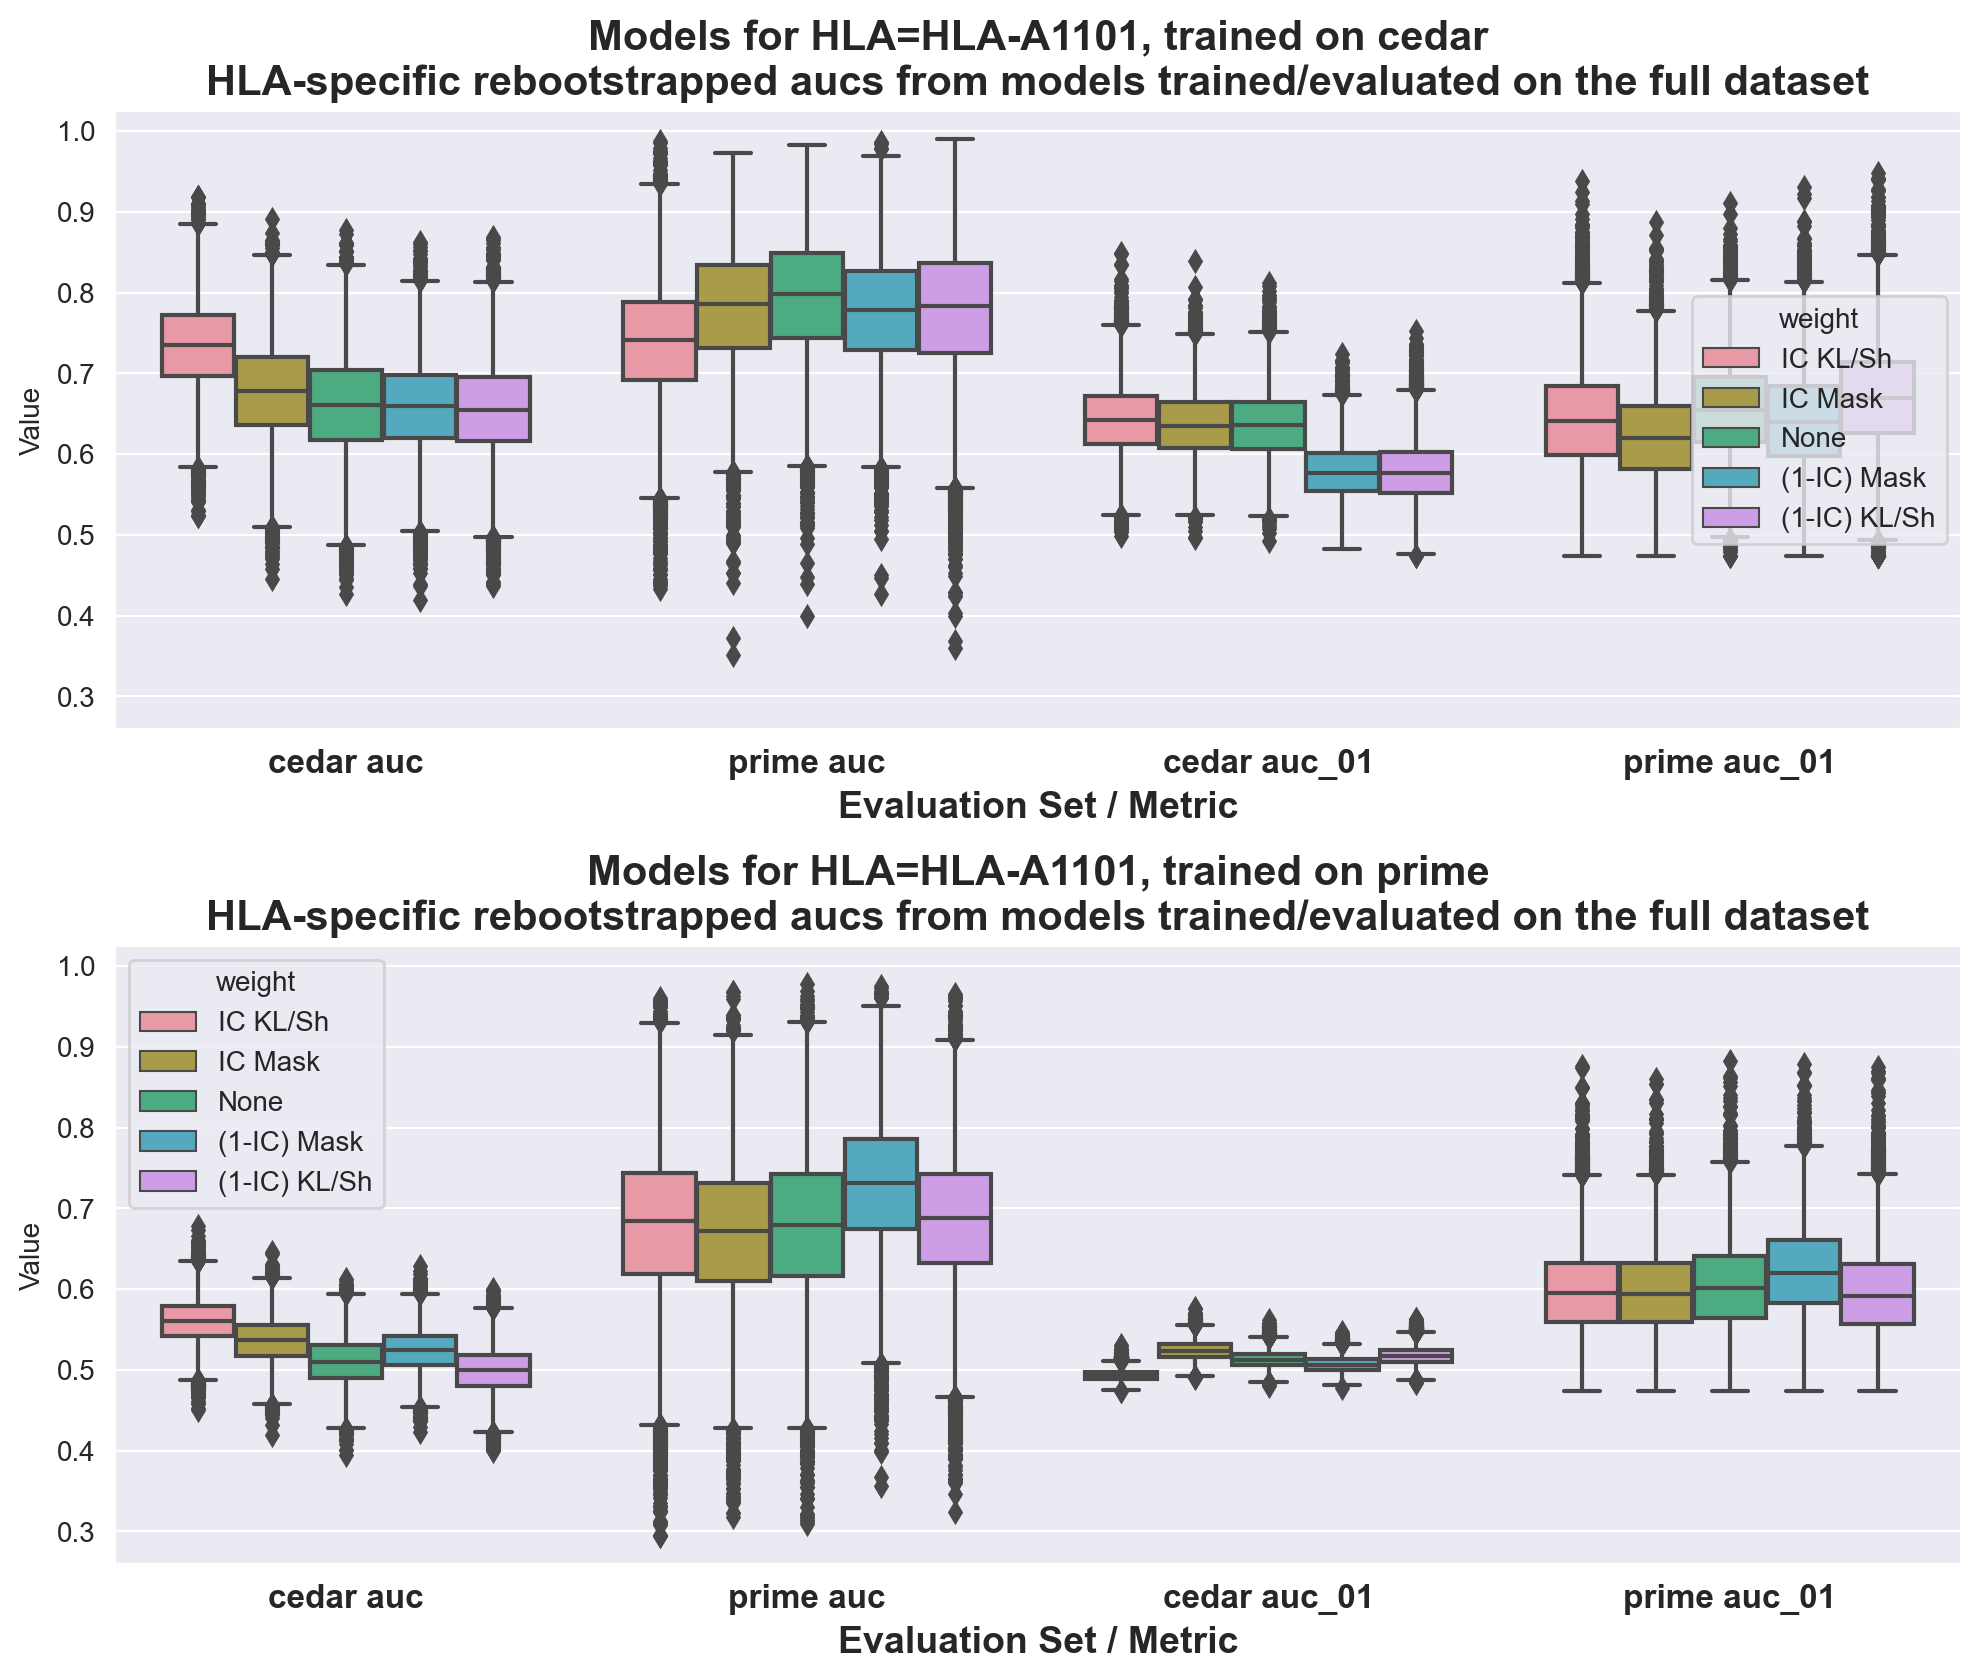 Models for HLA=HLA-A1101, trained on cedar
HLA-specific rebootstrapped aucs from models trained/evaluated on the full dataset
1.0
0.9
0.8
0.7
0.6
0.5
0.4
0.3
Value
weight
IC KL/Sh
IC Mask
None
(1-IC) Mask
(1-IC) KL/Sh
cedar auc
prime auc
cedar auc_01
prime auc_01
Evaluation Set / Metric
Models for HLA=HLA-A1101, trained on prime
HLA-specific rebootstrapped aucs from models trained/evaluated on the full dataset
1.0
0.9
0.8
0.7
0.6
0.5
0.4
0.3
Value
weight
IC KL/Sh
IC Mask
None
(1-IC) Mask
(1-IC) KL/Sh
cedar auc
prime auc
cedar auc_01
prime auc_01
Evaluation Set / Metric